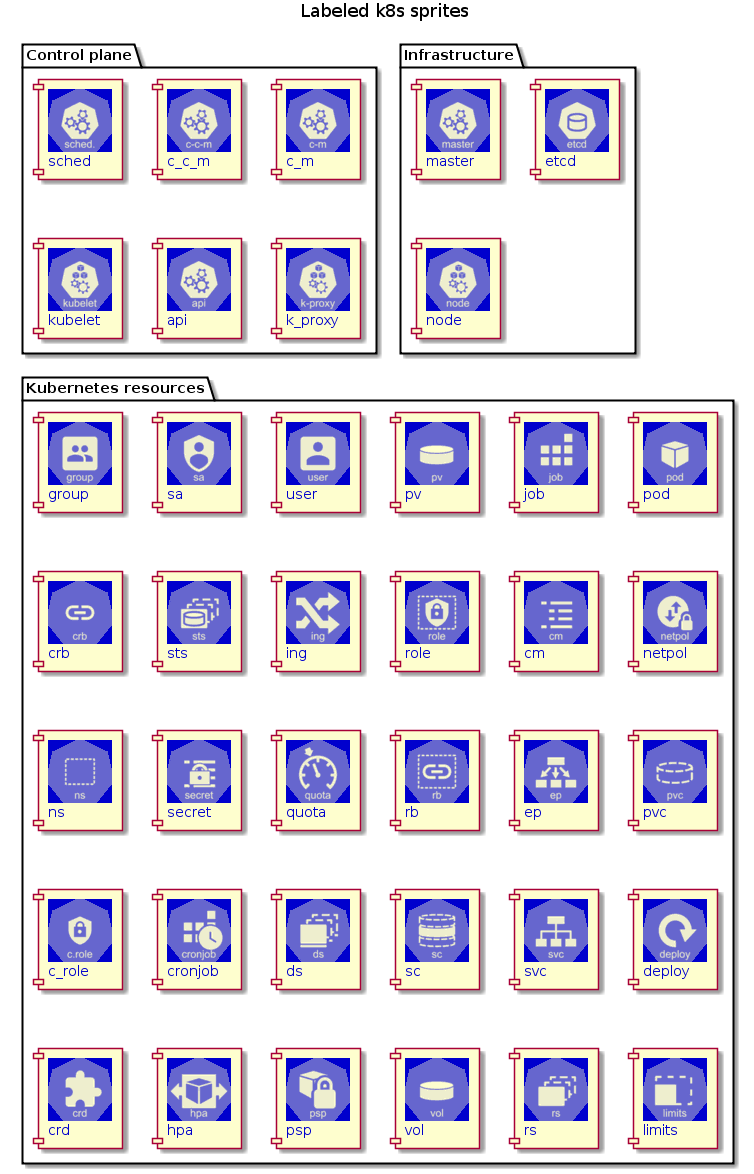 Labeled k8s sprites
Control plane
Infrastructure
sched. c-c-m c-m master etcd
sched c_c_m c_m master etcd
kubelet api k-proxy node
kubelet api k_proxy node
Kubernetes resources
group sa user pv job pod
group sa user pv job pod
crb sts ing role cm netpol
crb sts ing role cm netpol
ns secret quota rb ep pvc
ns secret quota rb ep pvc
c.role cronjob ds sc svc deploy
c_role cronjob ds sc svc deploy
crd hpa psp vol rs limits
crd hpa psp vol rs limits